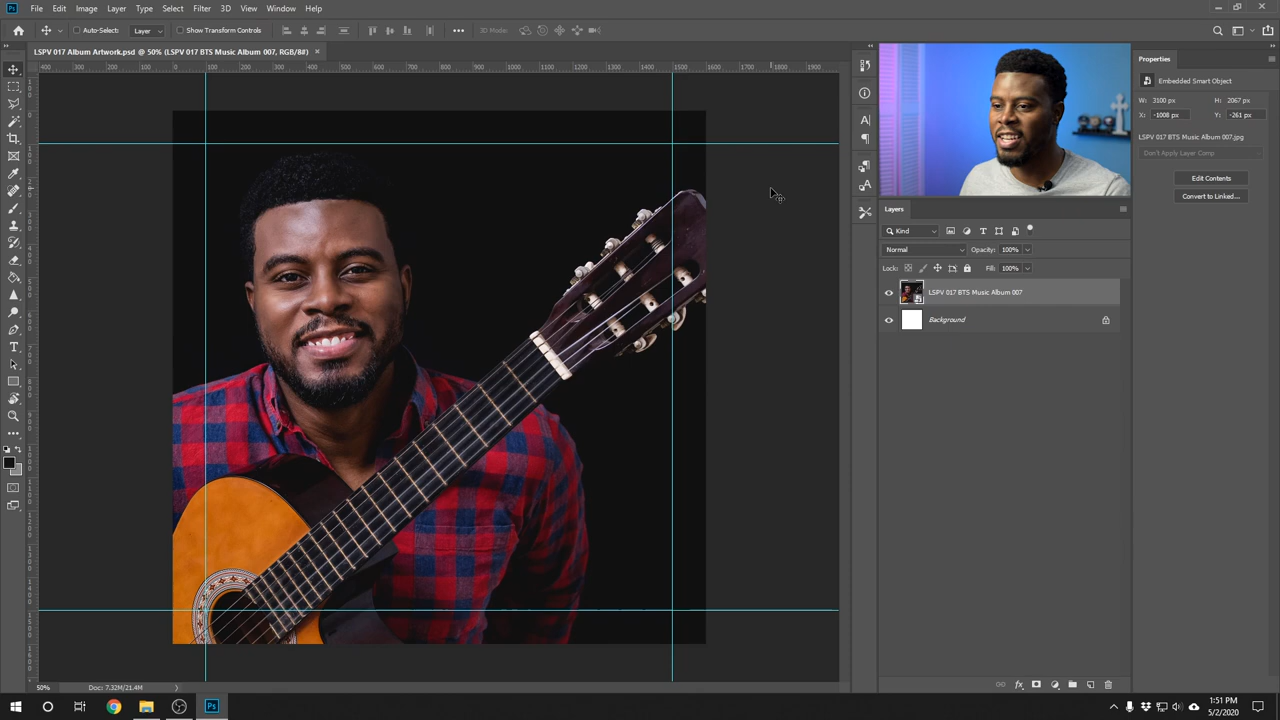 Ps File Edit Image Layer Type Select Filter 3D View Window Help
Auto-Select: Layer Show Transform Controls 3D Mode:
LSPV 017 Album Artwork.psd @ 50% (LSPV 017 BTS Music Album 007, RGB/8#) ×
Properties
Embedded Smart Object
W: 3100 px H: 2067 px
X: -1008 px Y: -261 px
LSPV 017 BTS Music Album 007.jpg
Don't Apply Layer Comp
Edit Contents
Convert to Linked...
Layers
Kind
Normal Opacity: 100%
Lock: Fill: 100%
LSPV 017 BTS Music Album 007
Background
50% Doc: 7.32M/21.4M
Ps
1:51 PM
5/2/2020